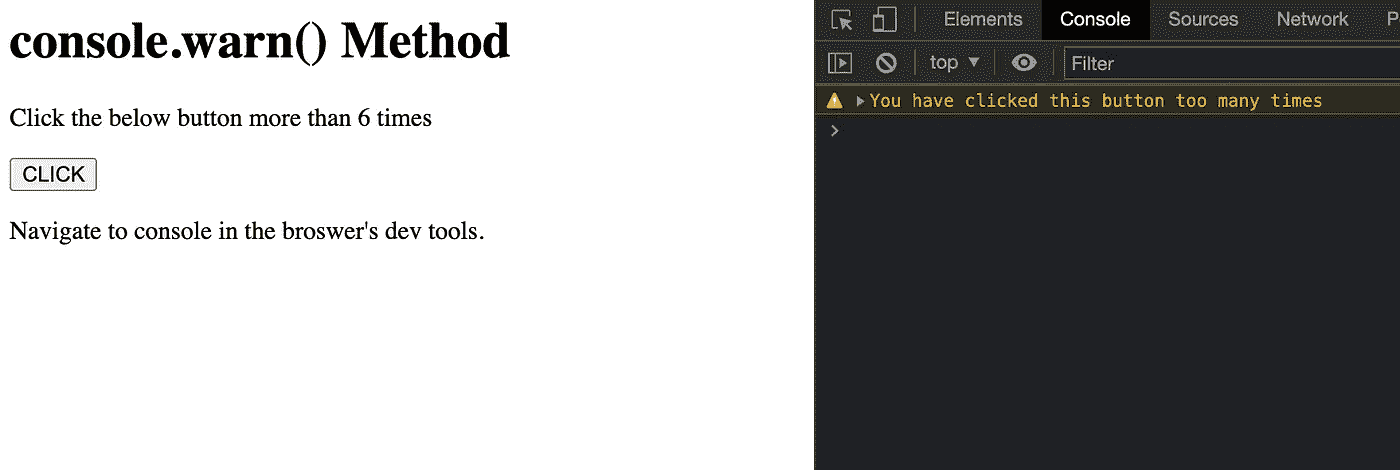 console.warn() Method
Click the below button more than 6 times
CLICK
Navigate to console in the broswer's dev tools.
Elements Console Sources Network P
top Filter
You have clicked this button too many times